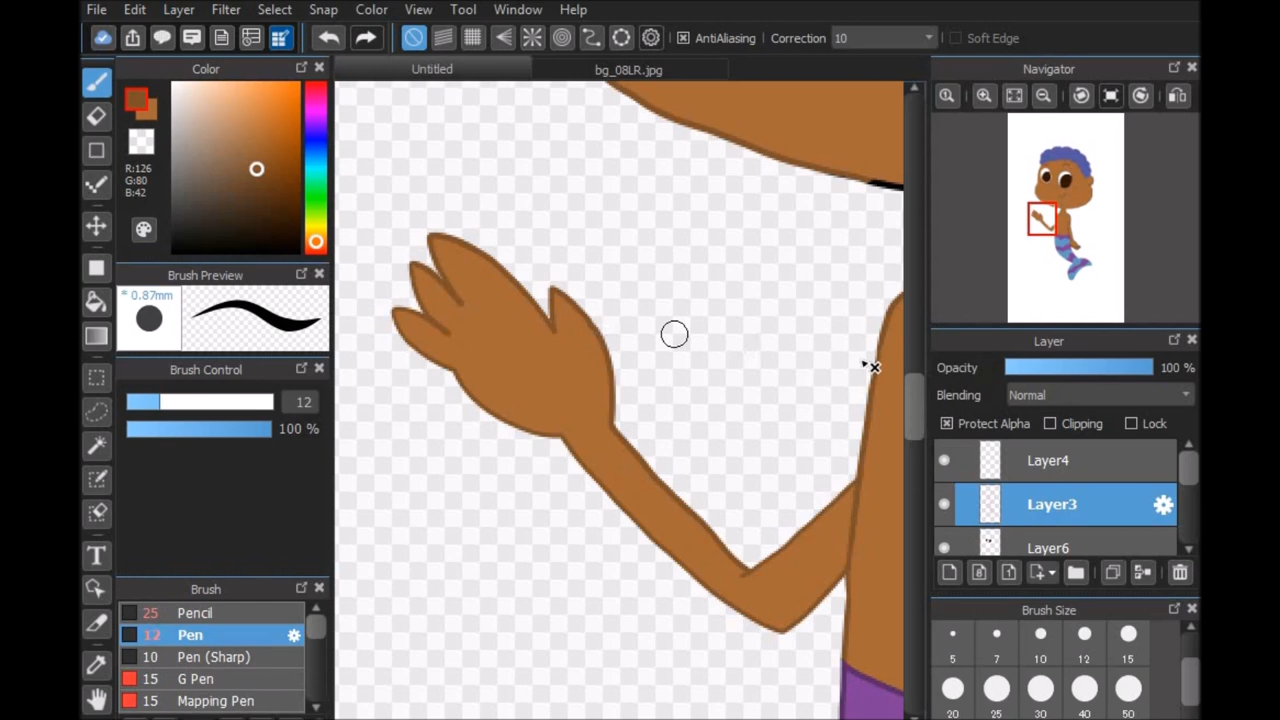 File Edit Layer Filter Select Snap Color View Tool Window Help
AntiAliasing Correction 10 Soft Edge
Color
Untitled
bg_08LR.jpg
Navigator
R:126
G:80
B:42
Brush Preview
* 0.87mm
Layer
Opacity 100 %
Brush Control
Blending Normal
12
Protect Alpha Clipping Lock
100 %
Layer4
Layer3
Layer6
Brush
25 Pencil
12 Pen
10 Pen (Sharp)
15 G Pen
15 Mapping Pen
Brush Size
5 7 10 12 15
20 25 30 40 50
T